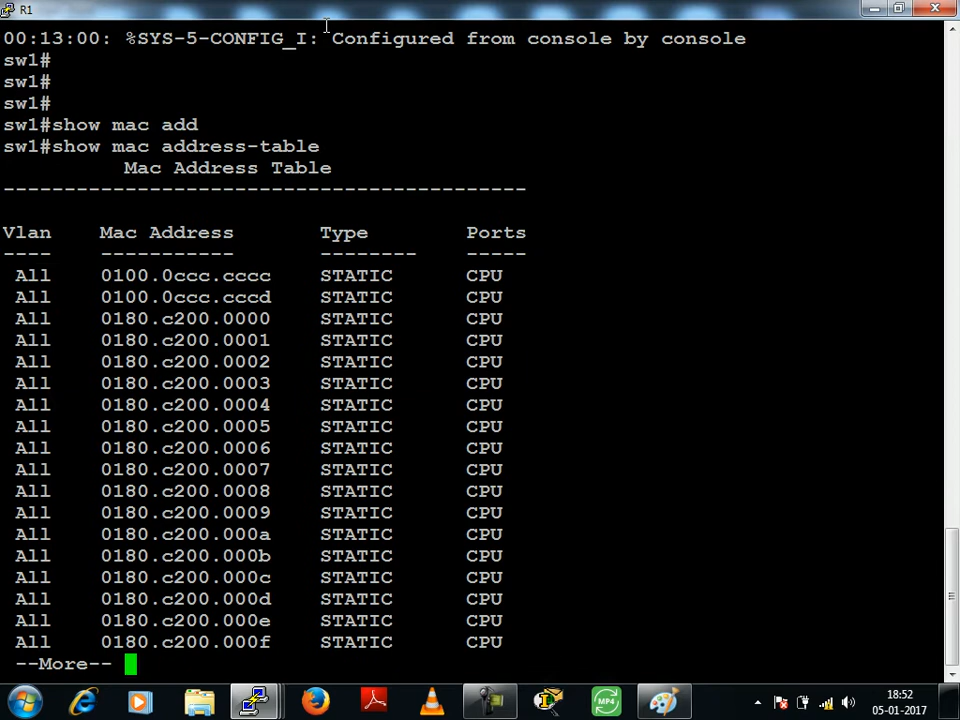 R1
00:13:00: %SYS-5-CONFIG_I: Configured from console by console
sw1#
sw1#
sw1#
sw1#show mac add
sw1#show mac address-table
Mac Address Table
-------------------------------------------
Vlan Mac Address Type Ports
---- ----------- -------- -----
All 0100.0ccc.cccc STATIC CPU
All 0100.0ccc.cccd STATIC CPU
All 0180.c200.0000 STATIC CPU
All 0180.c200.0001 STATIC CPU
All 0180.c200.0002 STATIC CPU
All 0180.c200.0003 STATIC CPU
All 0180.c200.0004 STATIC CPU
All 0180.c200.0005 STATIC CPU
All 0180.c200.0006 STATIC CPU
All 0180.c200.0007 STATIC CPU
All 0180.c200.0008 STATIC CPU
All 0180.c200.0009 STATIC CPU
All 0180.c200.000a STATIC CPU
All 0180.c200.000b STATIC CPU
All 0180.c200.000c STATIC CPU
All 0180.c200.000d STATIC CPU
All 0180.c200.000e STATIC CPU
All 0180.c200.000f STATIC CPU
--More--
MP4
18:52
05-01-2017